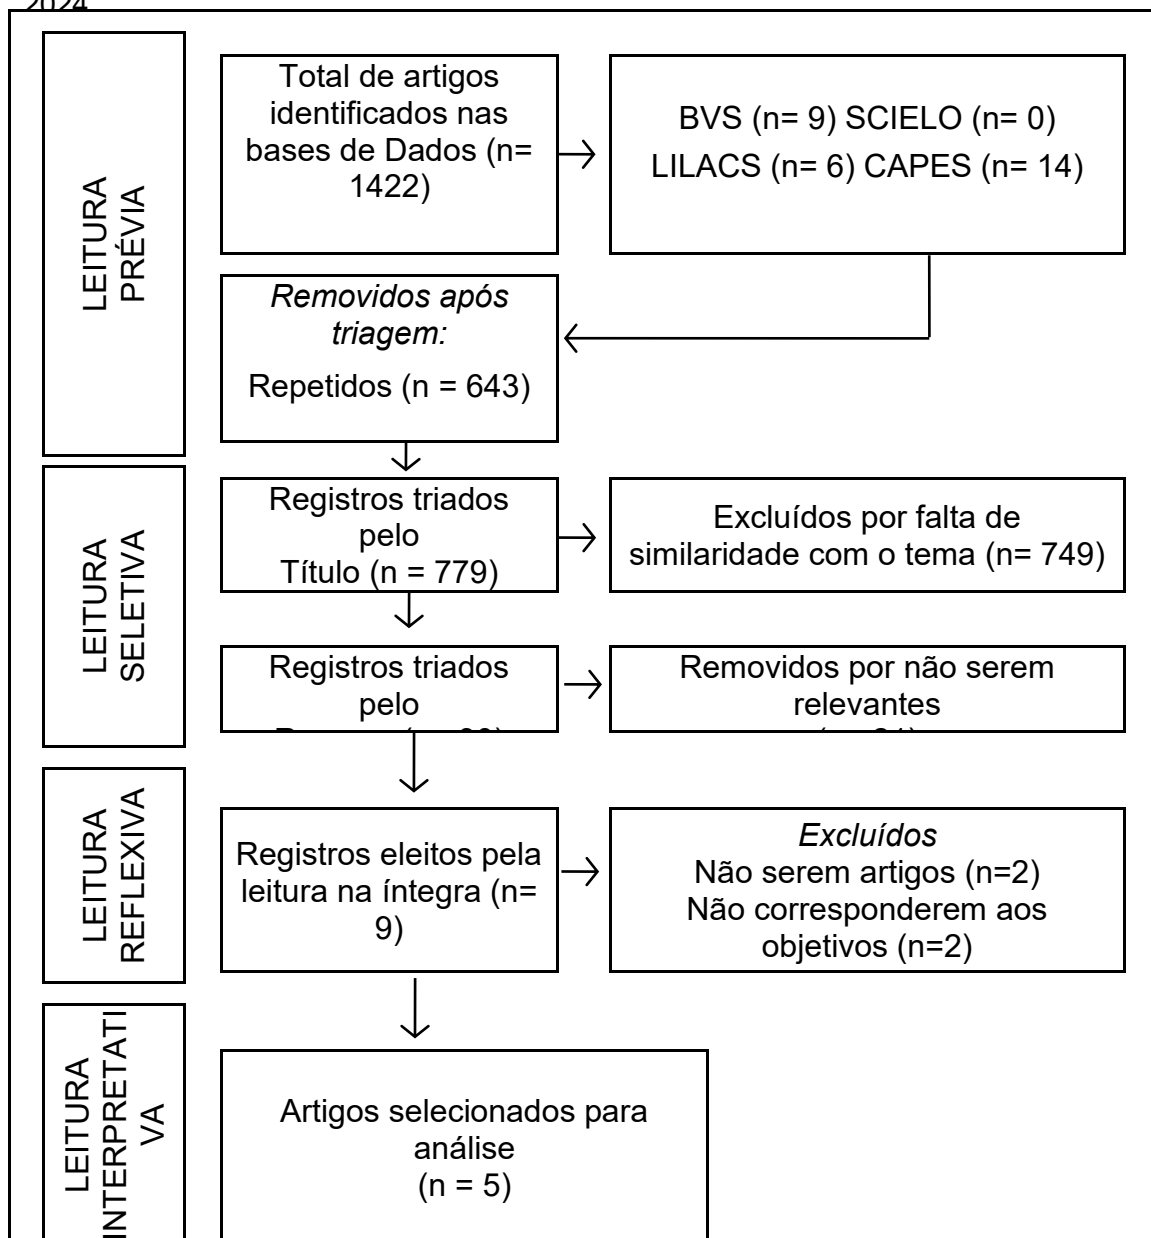 2024
LEITURA
PRÉVIA
Total de artigos
identificados nas
bases de Dados (n=
1422)
BVS (n= 9) SCIELO (n= 0)
LILACS (n= 6) CAPES (n= 14)
Removidos após
triagem:
Repetidos (n = 643)
LEITURA
SELETIVA
Registros triados
pelo
Título (n = 779)
Excluídos por falta de
similaridade com o tema (n= 749)
Registros triados
pelo
Removidos por não serem
relevantes
LEITURA
REFLEXIVA
Registros eleitos pela
leitura na íntegra (n=
9)
Excluídos
Não serem artigos (n=2)
Não corresponderem aos
objetivos (n=2)
LEITURA
INTERPRETATI
VA
Artigos selecionados para
análise
(n = 5)